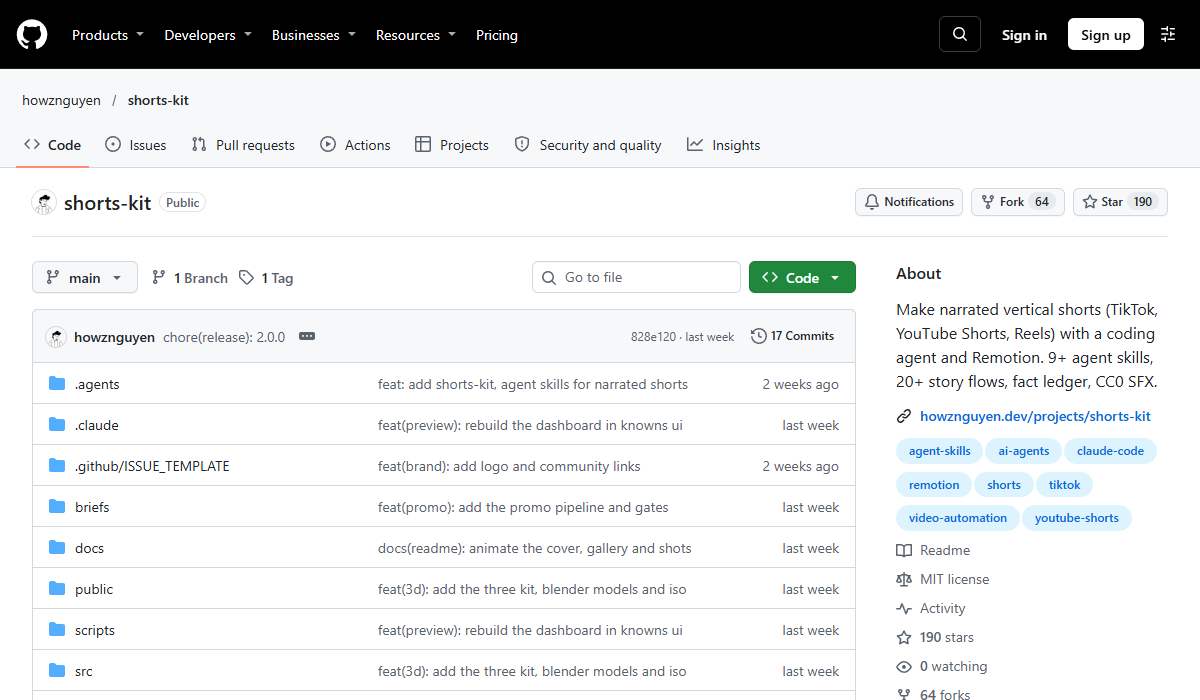 Products Developers Businesses Resources Pricing Sign in Sign up
howznguyen / shorts-kit
Code Issues Pull requests Actions Projects Security and quality Insights
shorts-kit Public Notifications Fork 64 Star 190
main 1 Branch 1 Tag Go to file Code
howznguyen chore(release): 2.0.0 828e120 · last week 17 Commits
.agents feat: add shorts-kit, agent skills for narrated shorts 2 weeks ago
.claude feat(preview): rebuild the dashboard in knowns ui last week
.github/ISSUE_TEMPLATE feat(brand): add logo and community links 2 weeks ago
briefs feat(promo): add the promo pipeline and gates last week
docs docs(readme): animate the cover, gallery and shots last week
public feat(3d): add the three kit, blender models and iso last week
scripts feat(preview): rebuild the dashboard in knowns ui last week
src feat(3d): add the three kit, blender models and iso last week
About
Make narrated vertical shorts (TikTok,
YouTube Shorts, Reels) with a coding
agent and Remotion. 9+ agent skills,
20+ story flows, fact ledger, CC0 SFX.
howznguyen.dev/projects/shorts-kit
agent-skills ai-agents claude-code
remotion shorts tiktok
video-automation youtube-shorts
Readme
MIT license
Activity
190 stars
0 watching
64 forks